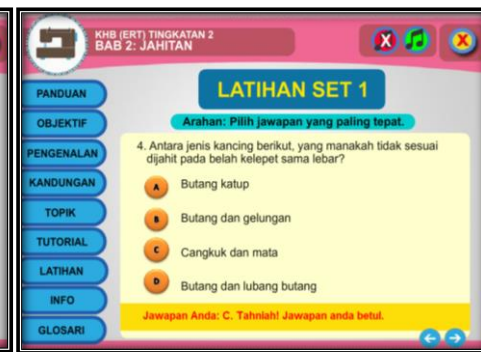 KHB (ERT) TINGKATAN 2
BAB 2: JAHITAN
X
X
LATIHAN SET 1
Arahan: Pilih jawapan yang paling tepat.
PANDUAN
OBJEKTIF
PENGENALAN
KANDUNGAN
TOPIK
TUTORIAL
LATIHAN
INFO
GLOSARI
4. Antara jenis kancing berikut, yang manakah tidak sesuai
dijahit pada belah kelepet sama lebar?
A Butang katup
B Butang dan gelungan
C Cangkuk dan mata
D Butang dan lubang butang
Jawapan Anda: C. Tahniah! Jawapan anda betul.